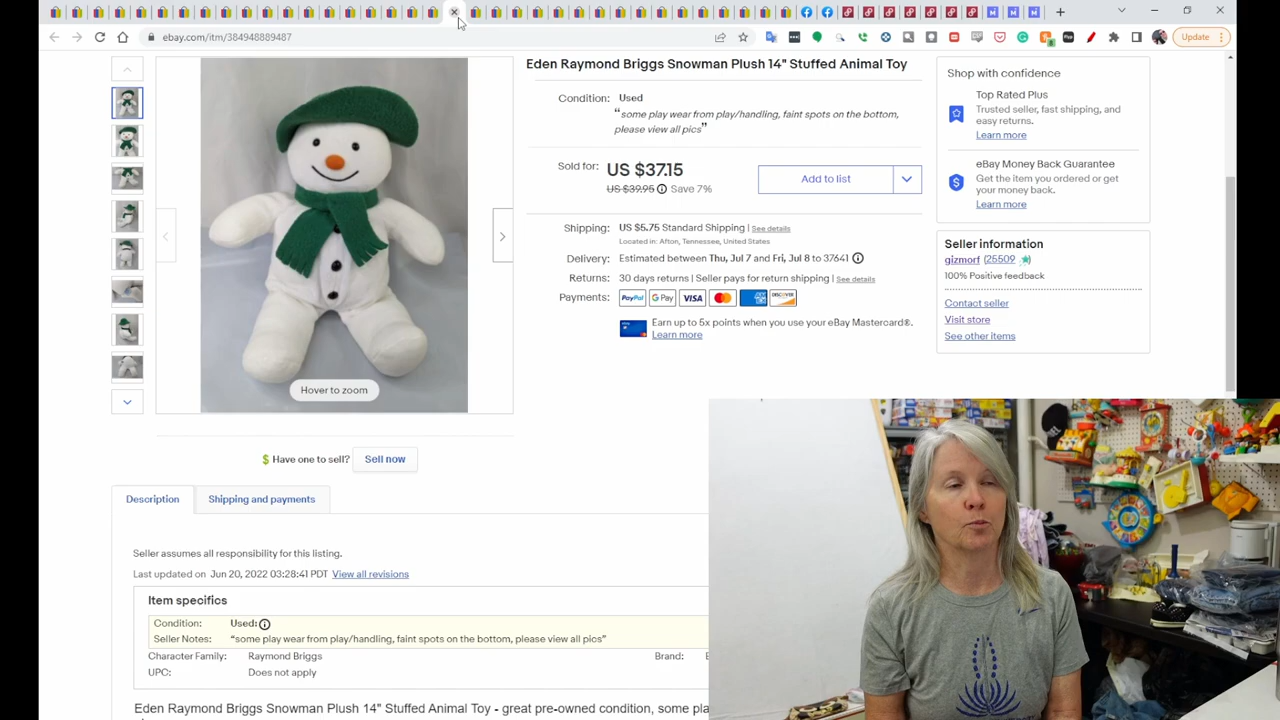 ebay.com/itm/384948889487
Update
Eden Raymond Briggs Snowman Plush 14" Stuffed Animal Toy
Condition: Used
“some play wear from play/handling, faint spots on the bottom,
please view all pics”
Sold for: US $37.15
US $39.95 Save 7%
Add to list
Shipping: US $5.75 Standard Shipping | See details
Located in: Afton, Tennessee, United States
Delivery: Estimated between Thu, Jul 7 and Fri, Jul 8 to 37641
Returns: 30 days returns | Seller pays for return shipping | See details
Payments: PayPal G Pay VISA
Earn up to 5x points when you use your eBay Mastercard®.
Learn more
Shop with confidence
Top Rated Plus
Trusted seller, fast shipping, and
easy returns.
Learn more
eBay Money Back Guarantee
Get the item you ordered or get
your money back.
Learn more
Seller information
gizmorf (25509
100% Positive feedback
Contact seller
Visit store
See other items
Hover to zoom
Have one to sell? Sell now
Description Shipping and payments
Seller assumes all responsibility for this listing.
Last updated on Jun 20, 2022 03:28:41 PDT View all revisions
Item specifics
Condition: Used:
Seller Notes: “some play wear from play/handling, faint spots on the bottom, please view all pics”
Character Family: Raymond Briggs Brand:
UPC: Does not apply
Eden Raymond Briggs Snowman Plush 14" Stuffed Animal Toy - great pre-owned condition, some